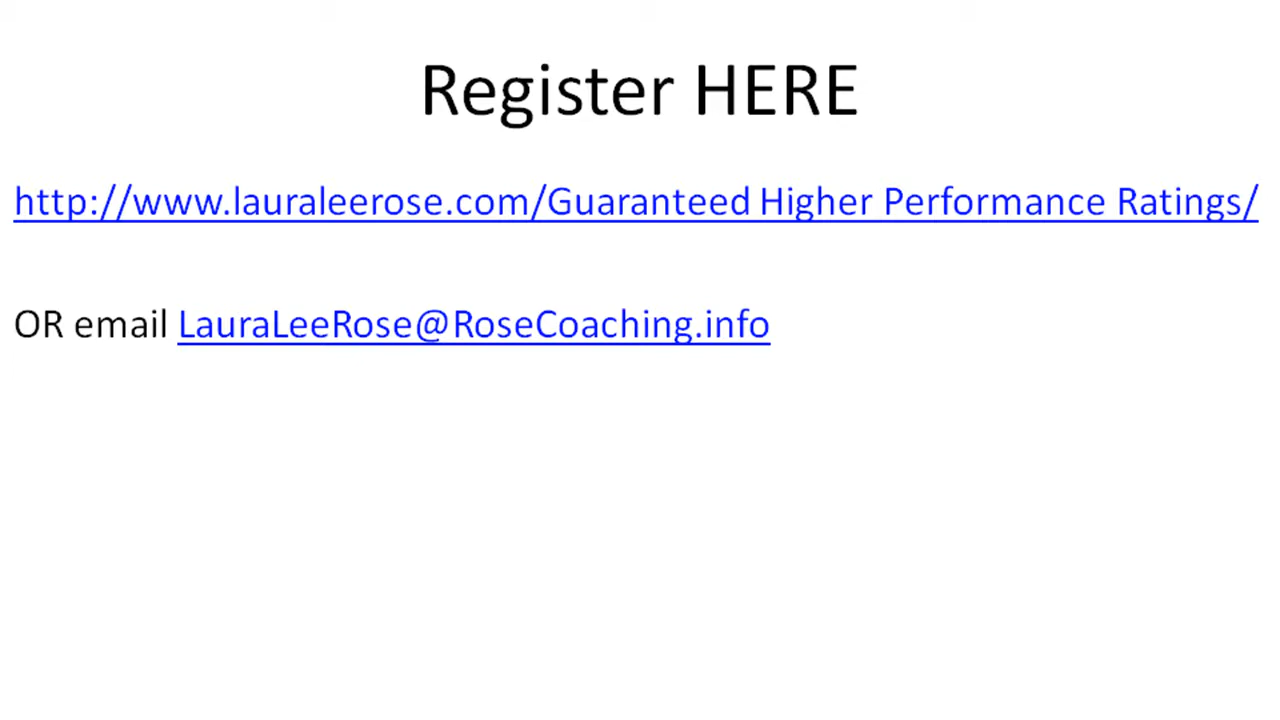 Register HERE
http://www.lauraleerose.com/Guaranteed Higher Performance Ratings/
OR email LauraLeeRose@RoseCoaching.info